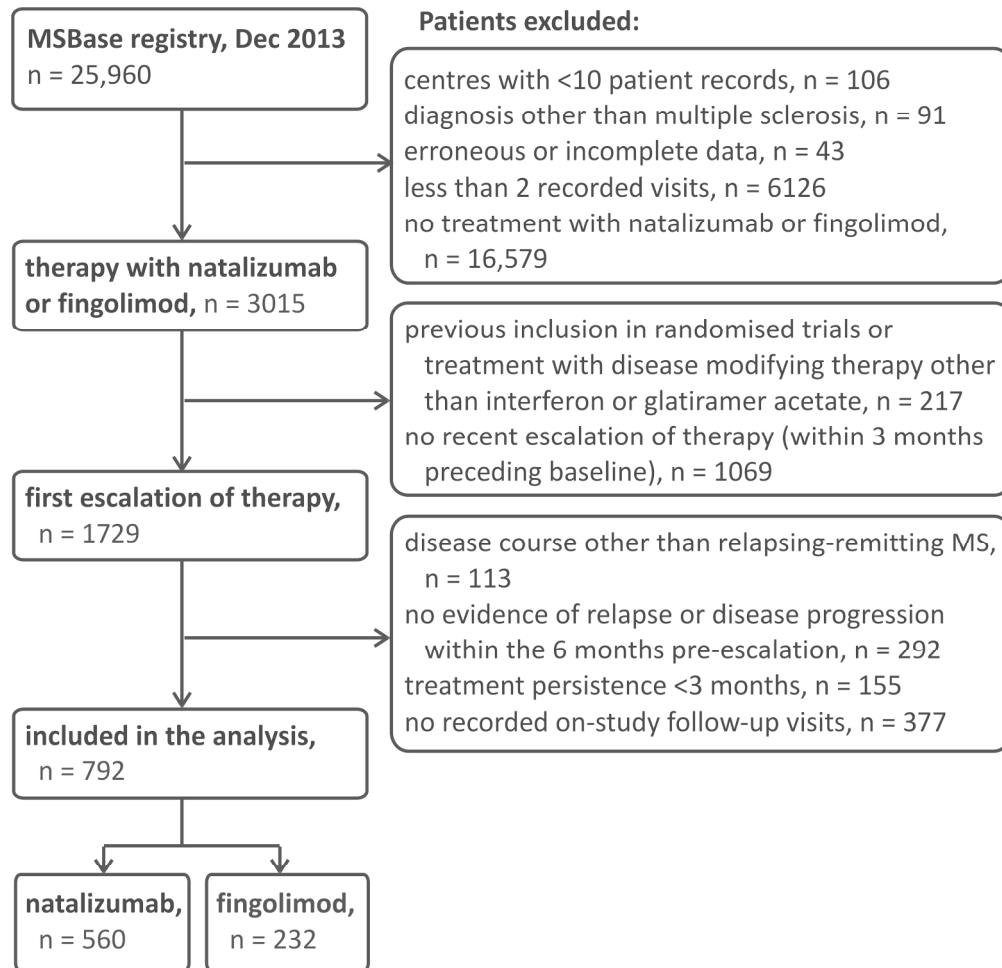 MSBase registry, Dec 2013
n = 25,960
Patients excluded:
centres with <10 patient records, n = 106
diagnosis other than multiple sclerosis, n = 91
erroneous or incomplete data, n = 43
less than 2 recorded visits, n = 6126
no treatment with natalizumab or fingolimod,
n = 16,579
therapy with natalizumab
or fingolimod, n = 3015
previous inclusion in randomised trials or
treatment with disease modifying therapy other
than interferon or glatiramer acetate, n = 217
no recent escalation of therapy (within 3 months
preceding baseline), n = 1069
first escalation of therapy,
n = 1729
disease course other than relapsing-remitting MS,
n = 113
no evidence of relapse or disease progression
within the 6 months pre-escalation, n = 292
treatment persistence <3 months, n = 155
no recorded on-study follow-up visits, n = 377
included in the analysis,
n = 792
natalizumab,
n = 560
fingolimod,
n = 232